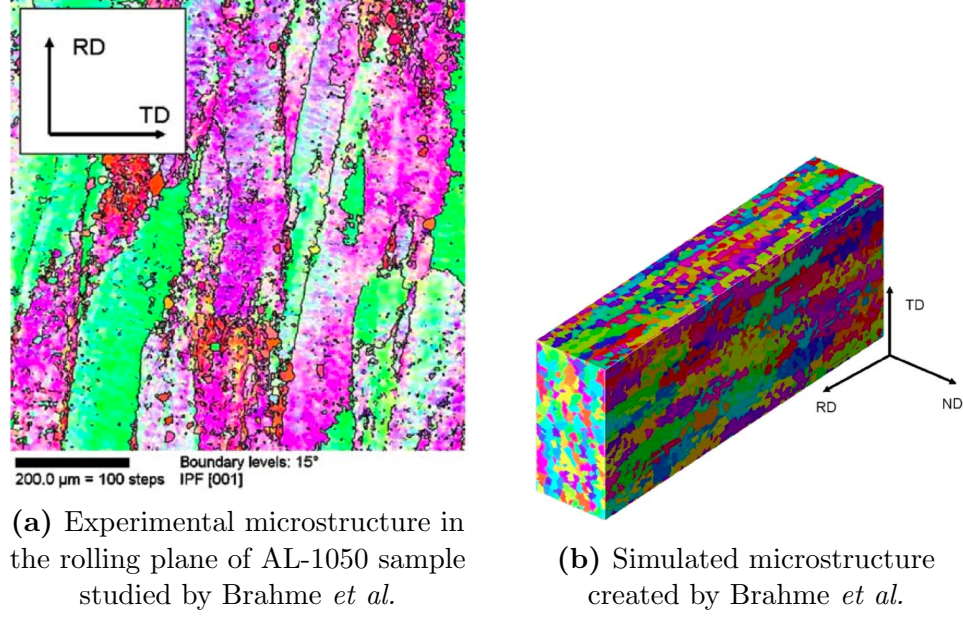 RD
TD
200.0 µm = 100 steps
Boundary levels: 15°
IPF [001]
(a) Experimental microstructure in
the rolling plane of AL-1050 sample
studied by Brahme et al.
TD
RD
ND
(b) Simulated microstructure
created by Brahme et al.